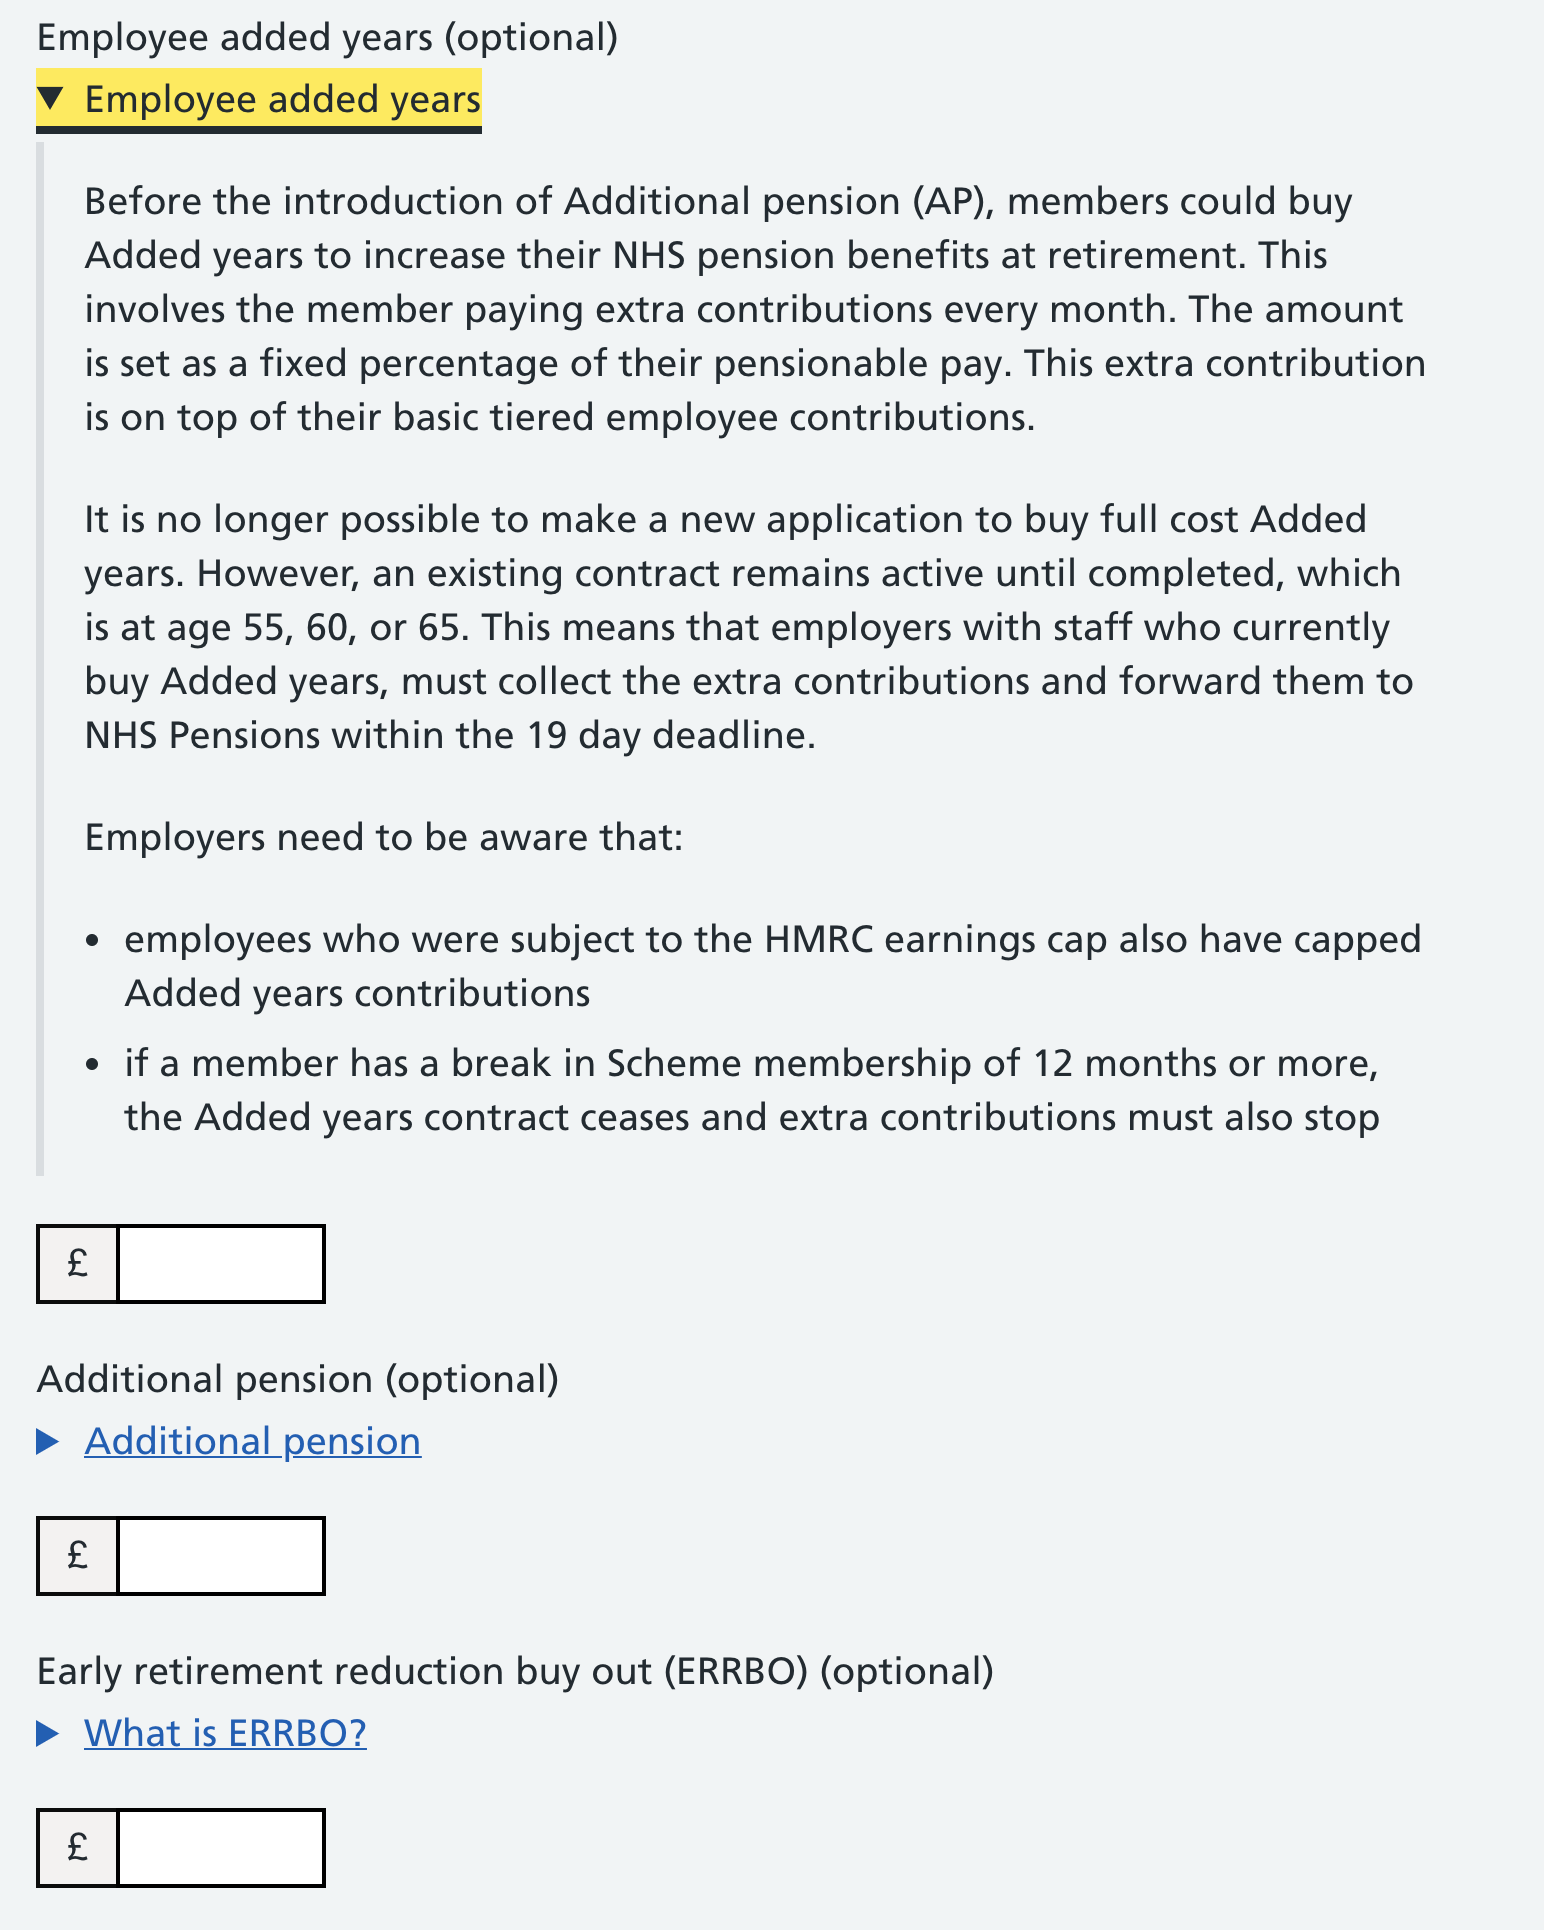 Employee added years (optional)
▼ Employee added years
Before the introduction of Additional pension (AP), members could buy
Added years to increase their NHS pension benefits at retirement. This
involves the member paying extra contributions every month. The amount
is set as a fixed percentage of their pensionable pay. This extra contribution
is on top of their basic tiered employee contributions.
It is no longer possible to make a new application to buy full cost Added
years. However, an existing contract remains active until completed, which
is at age 55, 60, or 65. This means that employers with staff who currently
buy Added years, must collect the extra contributions and forward them to
NHS Pensions within the 19 day deadline.
Employers need to be aware that:
• employees who were subject to the HMRC earnings cap also have capped
Added years contributions
• if a member has a break in Scheme membership of 12 months or more,
the Added years contract ceases and extra contributions must also stop
£
Additional pension (optional)
▶ Additional pension
£
Early retirement reduction buy out (ERRBO) (optional)
▶ What is ERRBO?
£